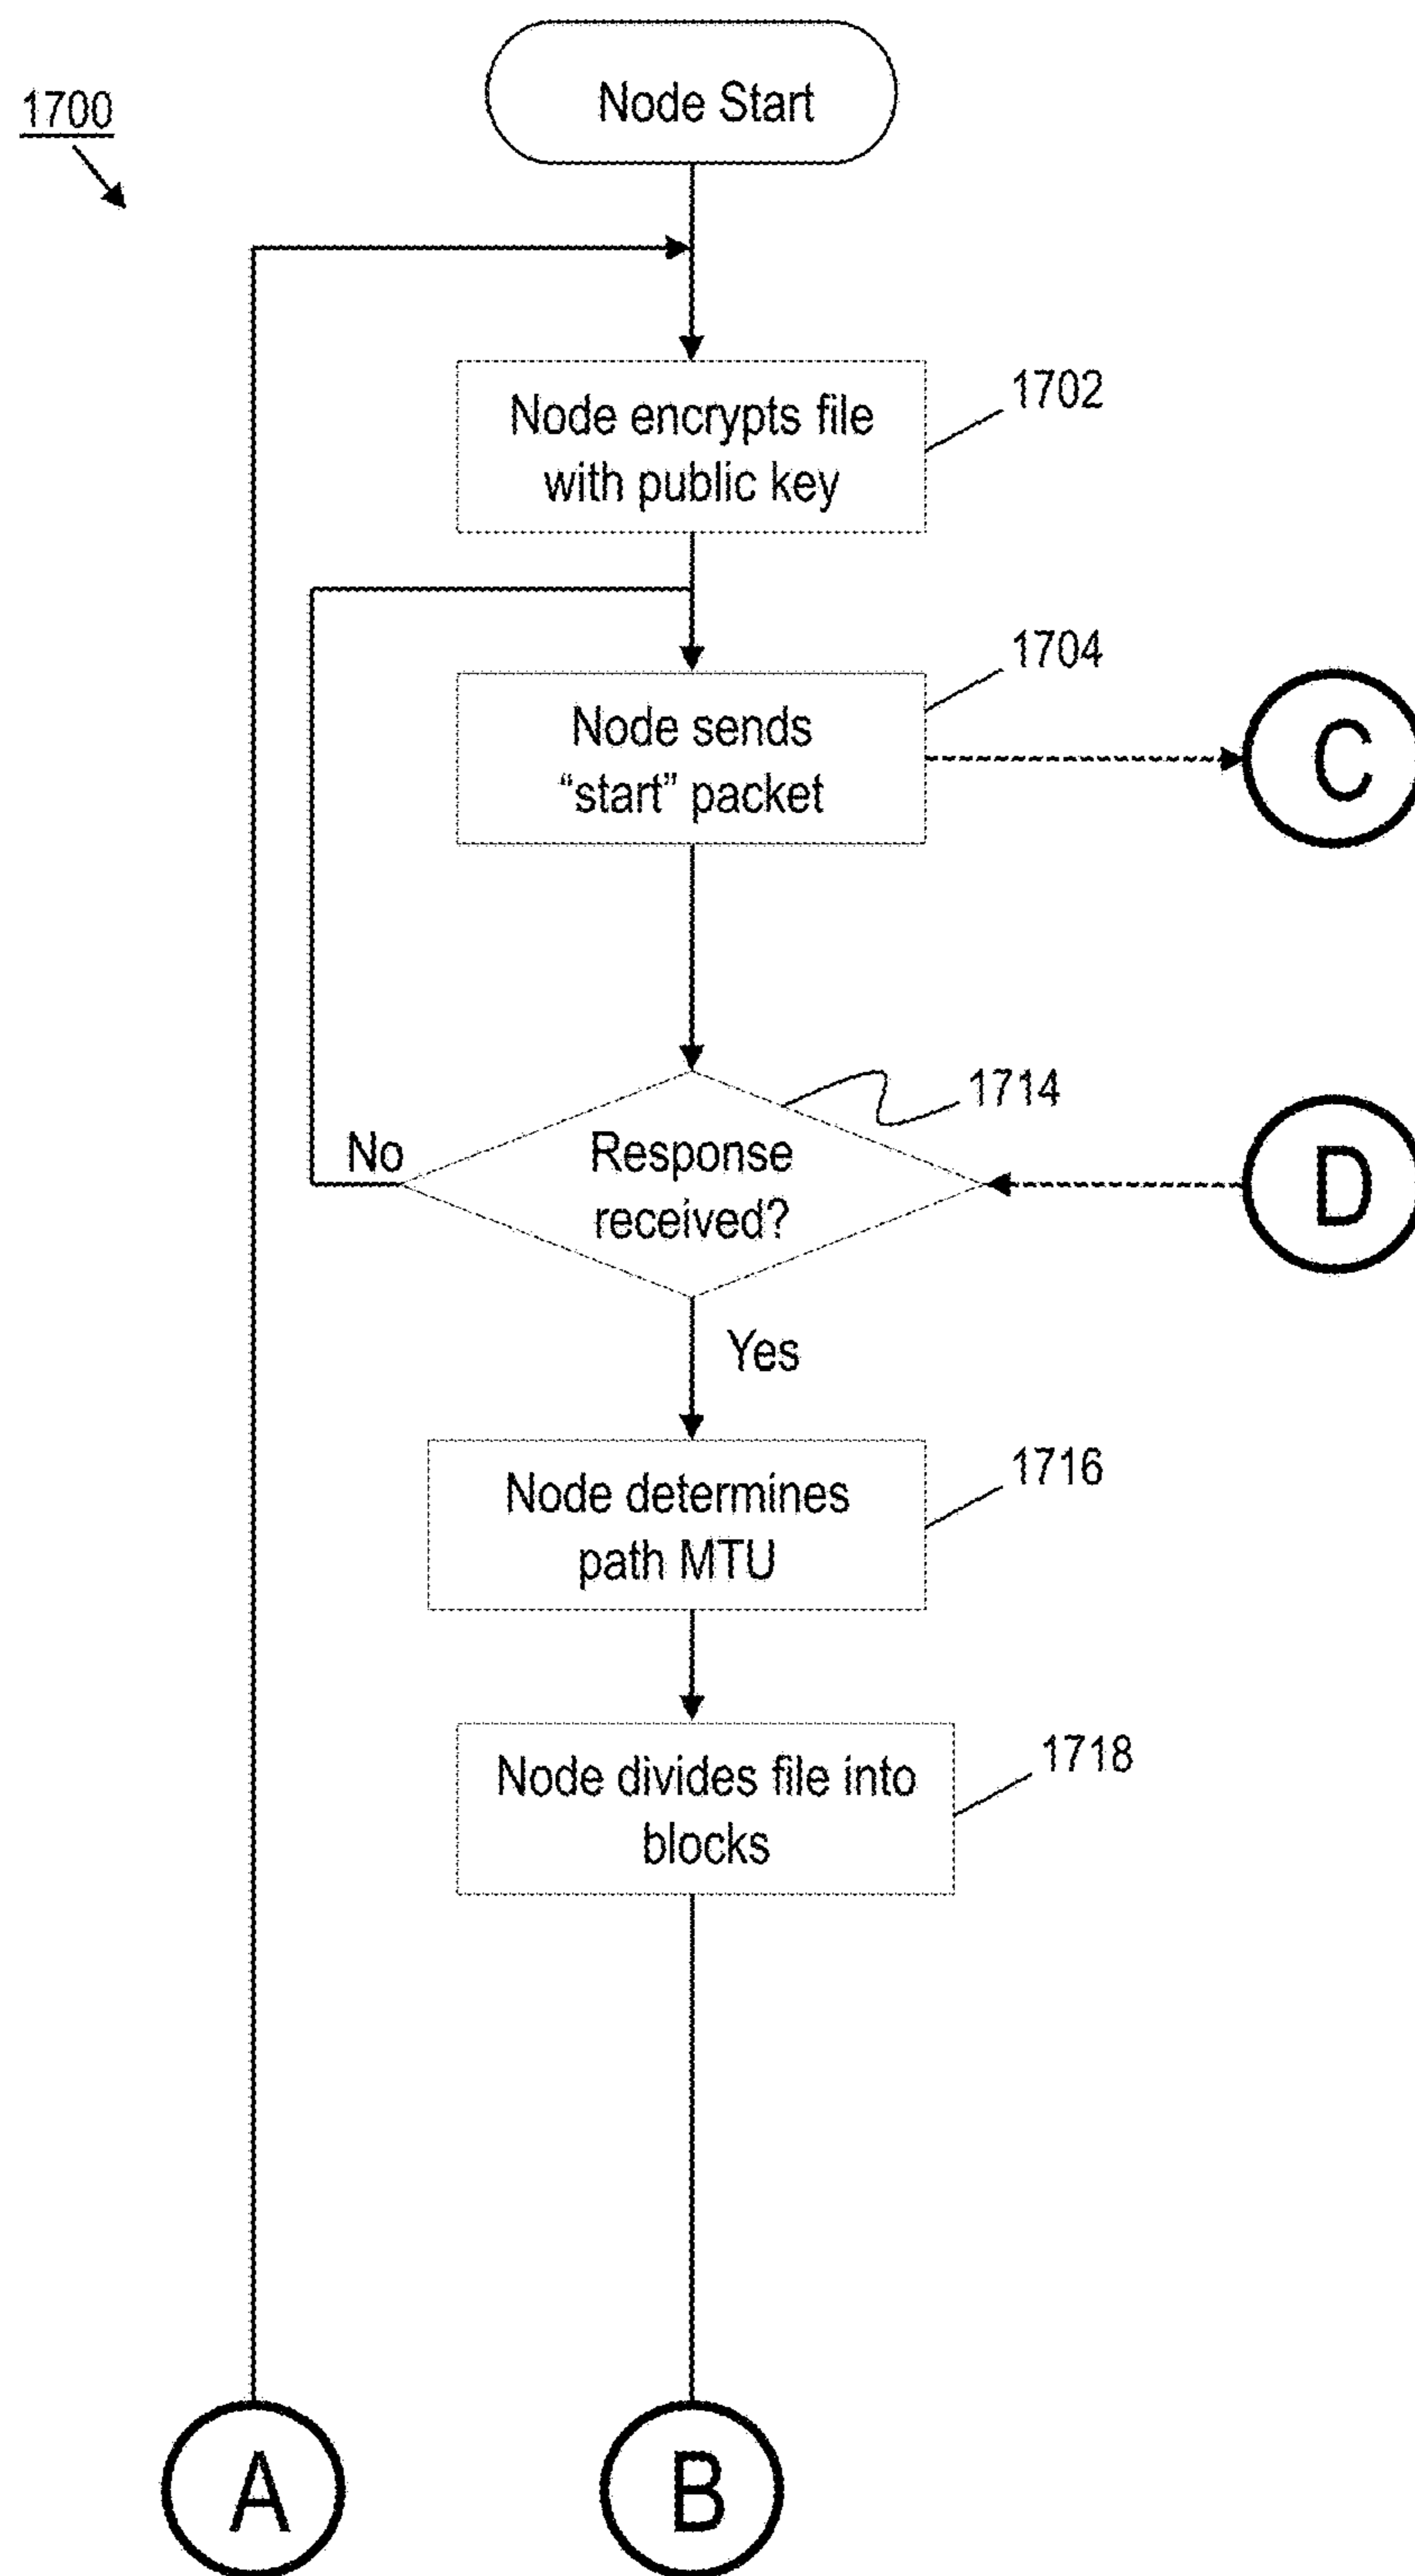 1700
Node Start
Node encrypts file
with public key
1702
Node sends
“start” packet
1704
C
Response
received?
1714
No
D
Yes
Node determines
path MTU
1716
Node divides file into
blocks
1718
A
B